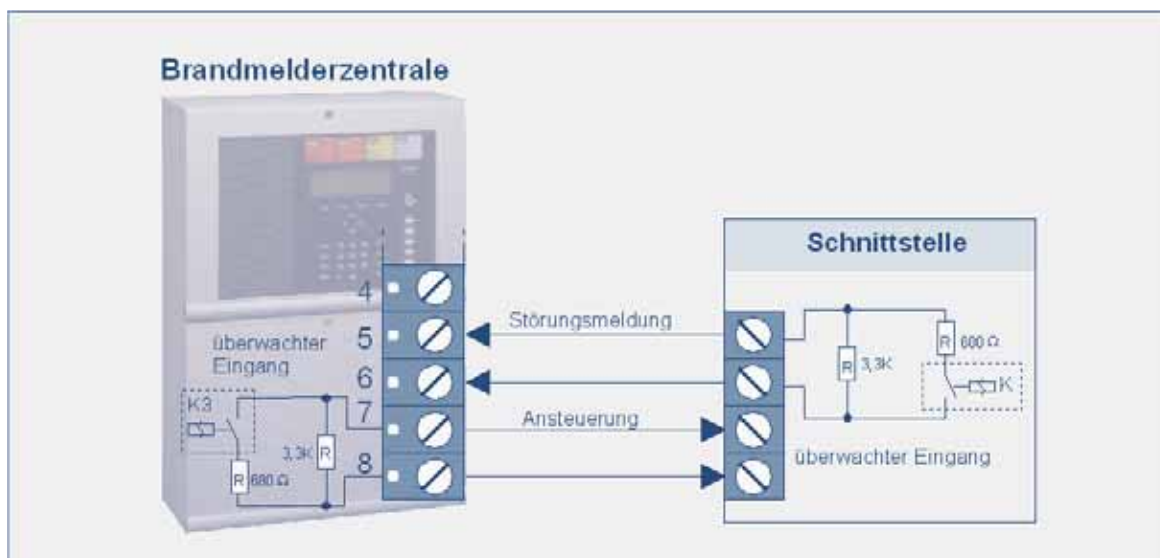 Brandmelderzentrale
Schnittstelle
4
5
6
7
8
Störungsmeldung
Ansteuerung
überwachter
Eingang
K3
3,3K
R
R
680 Ω
R
3,3K
R
600 Ω
K
überwachter Eingang